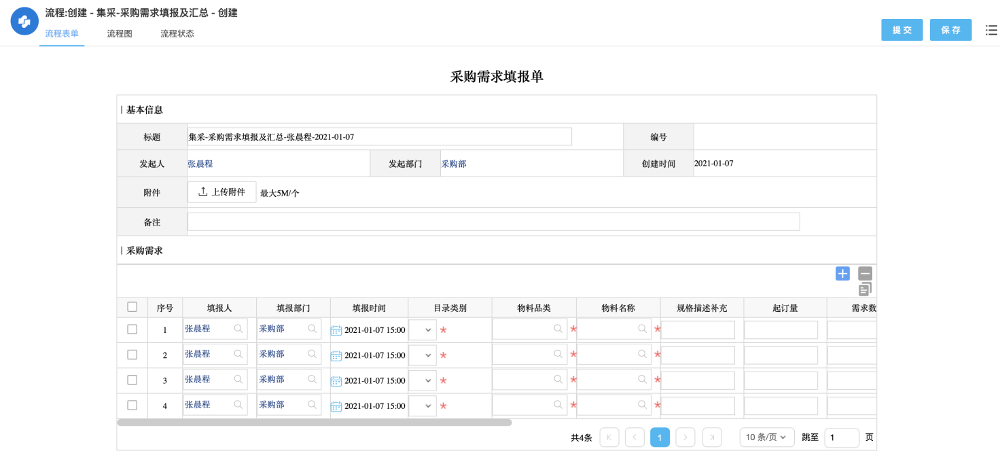 流程:创建 - 集采-采购需求填报及汇总 - 创建
流程表单 流程图 流程状态
提交 保存
采购需求填报单
基本信息
标题 集采-采购需求填报及汇总-张晨程-2021-01-07 编号
发起人 张晨程 发起部门 采购部 创建时间 2021-01-07
附件 上传附件 最大5M/个
备注
采购需求
序号 填报人 填报部门 填报时间 目录类别 物料品类 物料名称 规格描述补充 起订量 需求数
1 张晨程 采购部 2021-01-07 15:00 * * *
2 张晨程 采购部 2021-01-07 15:00 * * *
3 张晨程 采购部 2021-01-07 15:00 * * *
4 张晨程 采购部 2021-01-07 15:00 * * *
共4条 1 10 条/页 跳至 1 页